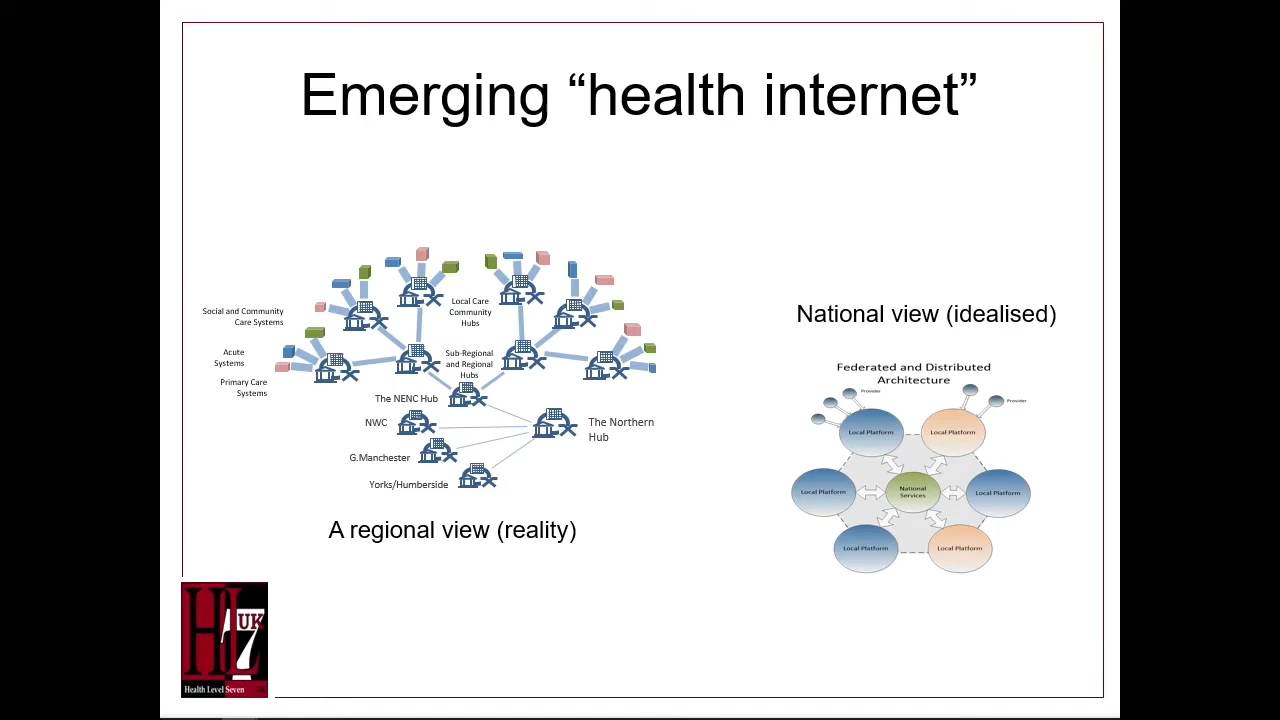 Emerging “health internet”
Social and Community
Care Systems
Acute
Systems
Primary Care
Systems
Local Care
Community
Hubs
Sub-Regional
and Regional
Hubs
The NENC Hub
NWC
G.Manchester
Yorks/Humberside
The Northern
Hub
A regional view (reality)
National view (idealised)
Federated and Distributed
Architecture
Provider
Provider
Local Platform
Local Platform
Local Platform
National
Services
Local Platform
Local Platform
Local Platform
HL7
UK
Health Level Seven